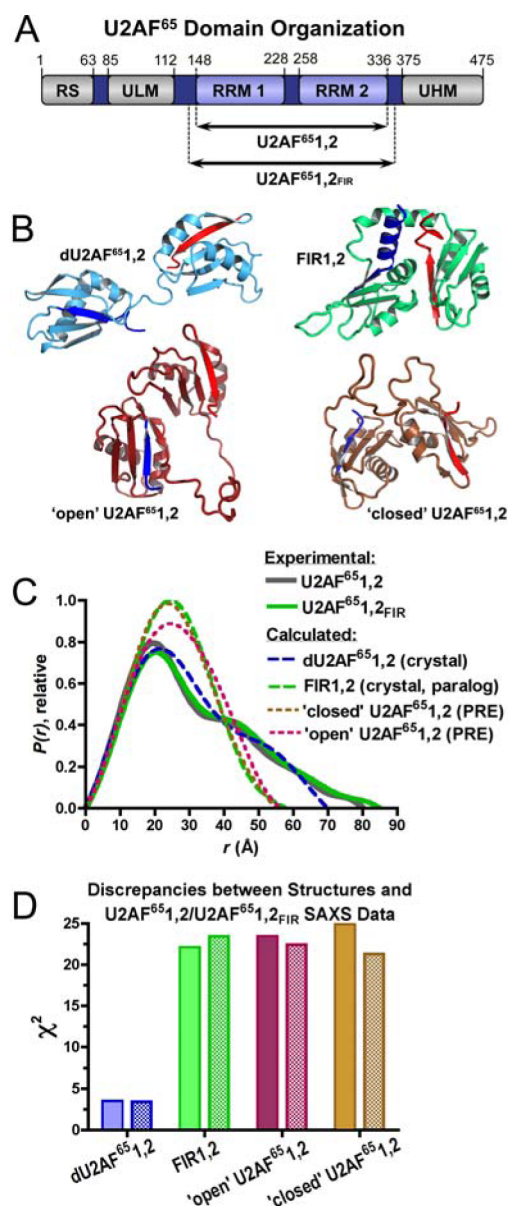 A
U2AF⁶⁵ Domain Organization
1 63 85 112 148 228 258 336 375 475
RS ULM RRM 1 RRM 2 UHM
U2AF⁶⁵1,2
U2AF⁶⁵1,2FIR
B
dU2AF⁶⁵1,2
FIR1,2
'open' U2AF⁶⁵1,2
'closed' U2AF⁶⁵1,2
C
Experimental:
U2AF⁶⁵1,2
U2AF⁶⁵1,2FIR
Calculated:
dU2AF⁶⁵1,2 (crystal)
FIR1,2 (crystal, paralog)
'closed' U2AF⁶⁵1,2 (PRE)
'open' U2AF⁶⁵1,2 (PRE)
P(r), relative
1.0
0.8
0.6
0.4
0.2
0.0
0 10 20 30 40 50 60 70 80 90
r (Å)
D
Discrepancies between Structures and
U2AF⁶⁵1,2/U2AF⁶⁵1,2FIR SAXS Data
χ²
25
20
15
10
5
0
dU2AF⁶⁵1,2
FIR1,2
'open' U2AF⁶⁵1,2
'closed' U2AF⁶⁵1,2